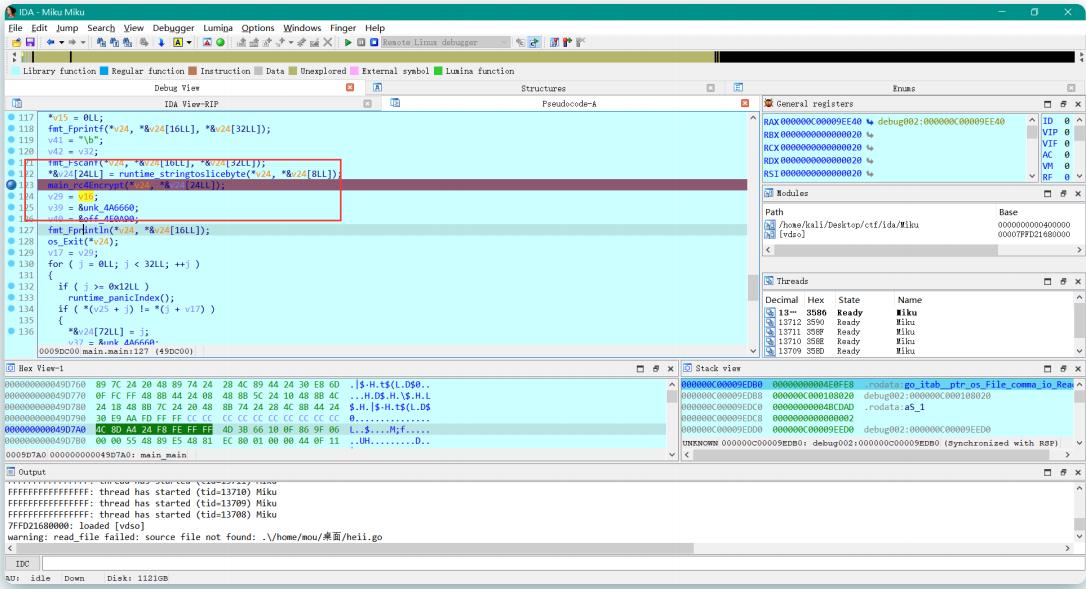 IDA - Miku Miku
File Edit Jump Search View Debugger Lumina Options Windows Finger Help
Remote Linux debugger
Library function Regular function Instruction Data Unexplored External symbol Lumina function
Debug View Structures Enums
IDA View-RIP Pseudocode-A
117 *v15 = 0LL;
118 fmt_Fprintf(*v24, *&v24[16LL], *&v24[32LL]);
119 v41 = "\b";
120 v42 = v32;
121 fmt_Fscanf(*v24, *&v24[16LL], *&v24[32LL]);
122 *&v24[24LL] = runtime_stringtoslicebyte(*v24, *&v24[8LL]);
123 main_rc4Encrypt(*v24, *&v24[24LL]);
124 v29 = v16;
125 v39 = &unk_4A6660;
126 v40 = &off_4E0A90;
127 fmt_Fprintln(*v24, *&v24[16LL]);
128 os_Exit(*v24);
129 v17 = v29;
130 for ( j = 0LL; j < 32LL; ++j )
131 {
132 if ( j >= 0x12LL )
133 runtime_panicIndex();
134 if ( *(v25 + j) != *(j + v17) )
135 {
136 *&v24[72LL] = j;
v37 = &unk_4A6660;
0009DC00 main.main:127 (49DC00)
General registers
RAX 000000C00009EE40 debug002:000000C00009EE40
RBX 0000000000000020
RCX 0000000000000020
RDX 0000000000000020
RSI 0000000000000020
ID 0
VIP 0
VIF 0
AC 0
VM 0
RF 0
Modules
Path Base
/home/kali/Desktop/ctf/ida/Miku 0000000000400000
[vdso] 00007FFD21680000
Threads
Decimal Hex State Name
13⋯ 3586 Ready Miku
13712 3590 Ready Miku
13711 358F Ready Miku
13710 358E Ready Miku
13709 358D Ready Miku
Hex View-1
000000000049D760 89 7C 24 20 48 89 74 24 28 4C 89 44 24 30 E8 6D .|$·H.t$(L.D$0..
000000000049D770 0F FC FF 48 8B 44 24 08 48 8B 5C 24 10 48 8B 4C ...H.D$.H.\$.H.L
000000000049D780 24 18 48 8B 7C 24 20 48 8B 74 24 28 4C 8B 44 24 $.H.|$·H.t$(L.D$
000000000049D790 30 E9 AA FD FF FF CC CC CC CC CC CC CC CC CC CC 0...............
000000000049D7A0 4C 8D A4 24 F8 FE FF FF 4D 3B 66 10 0F 86 9F 06 L..$....M;f.....
000000000049D7B0 00 00 55 48 89 E5 48 81 EC 80 01 00 00 44 0F 11 ..UH.........D..
0009D7A0 000000000049D7A0: main_main
Stack view
000000C00009EDB0 00000000004E0FE8 .rodata:go_itab__ptr_os_File_comma_io_Rea
000000C00009EDB8 000000C000108020 debug002:000000C000108020
000000C00009EDC0 00000000004BCDAD .rodata:aS_1
000000C00009EDC8 0000000000000002
000000C00009EDD0 000000C00009EED0 debug002:000000C00009EED0
UNKNOWN 000000C00009EDB0: debug002:000000C00009EDB0 (Synchronized with RSP)
Output
FFFFFFFFFFFFFFFF: thread has started (tid=13711) Miku
FFFFFFFFFFFFFFFF: thread has started (tid=13710) Miku
FFFFFFFFFFFFFFFF: thread has started (tid=13709) Miku
FFFFFFFFFFFFFFFF: thread has started (tid=13708) Miku
7FFD21680000: loaded [vdso]
warning: read_file failed: source file not found: .\/home/mou/桌面/heii.go
IDC
AU: idle Down Disk: 1121GB